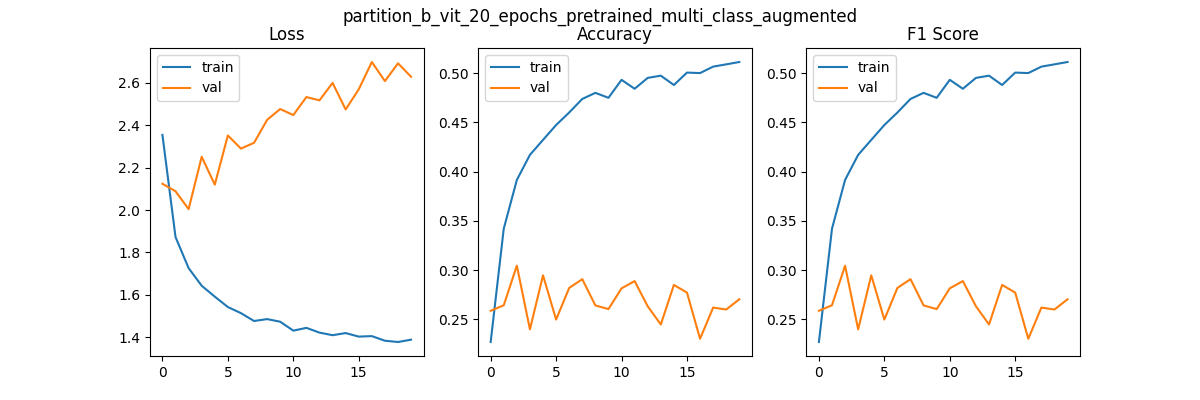 partition_b_vit_20_epochs_pretrained_multi_class_augmented
Loss
train
val
2.6
2.4
2.2
2.0
1.8
1.6
1.4
0 5 10 15
Accuracy
train
val
0.50
0.45
0.40
0.35
0.30
0.25
0 5 10 15
F1 Score
train
val
0.50
0.45
0.40
0.35
0.30
0.25
0 5 10 15